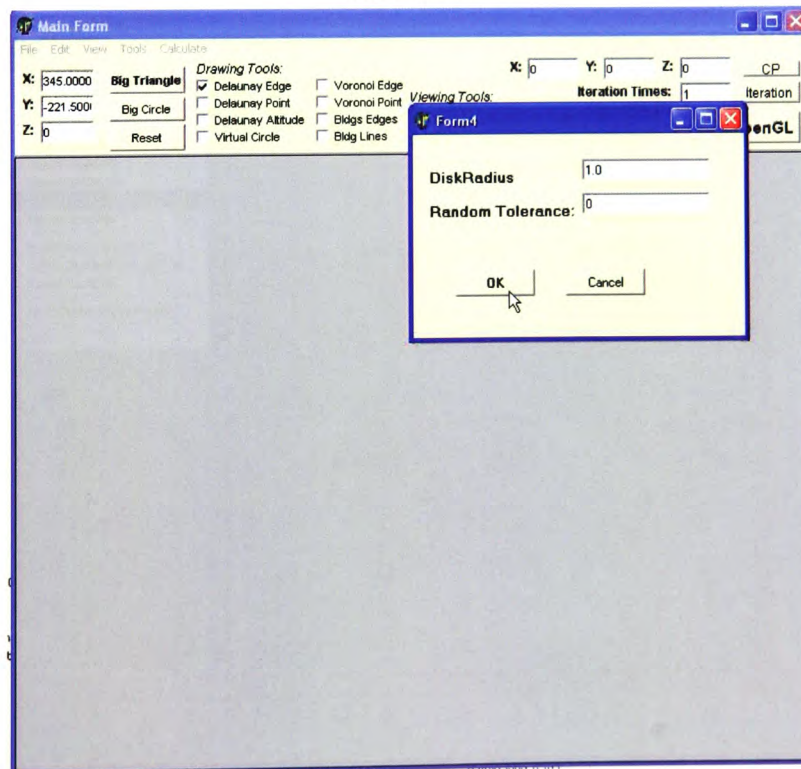 Main Form
File Edit View Tools Calculate
X: 345.0000
Y: -221.500
Z: 0
Big Triangle
Big Circle
Reset
Drawing Tools:
Delaunay Edge
Delaunay Point
Delaunay Altitude
Virtual Circle
Voronoi Edge
Voronoi Point
Bldgs Edges
Bldg Lines
Viewing Tools:
X: 0 Y: 0 Z: 0 CP
Iteration Times: 1 Iteration
enGL
Form4
DiskRadius 1.0
Random Tolerance: 0
OK Cancel